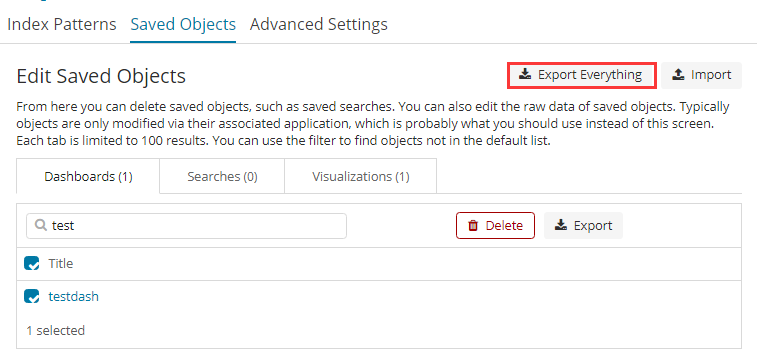 Index Patterns Saved Objects Advanced Settings
Edit Saved Objects Export Everything Import
From here you can delete saved objects, such as saved searches. You can also edit the raw data of saved objects. Typically
objects are only modified via their associated application, which is probably what you should use instead of this screen.
Each tab is limited to 100 results. You can use the filter to find objects not in the default list.
Dashboards (1) Searches (0) Visualizations (1)
test Delete Export
Title
testdash
1 selected